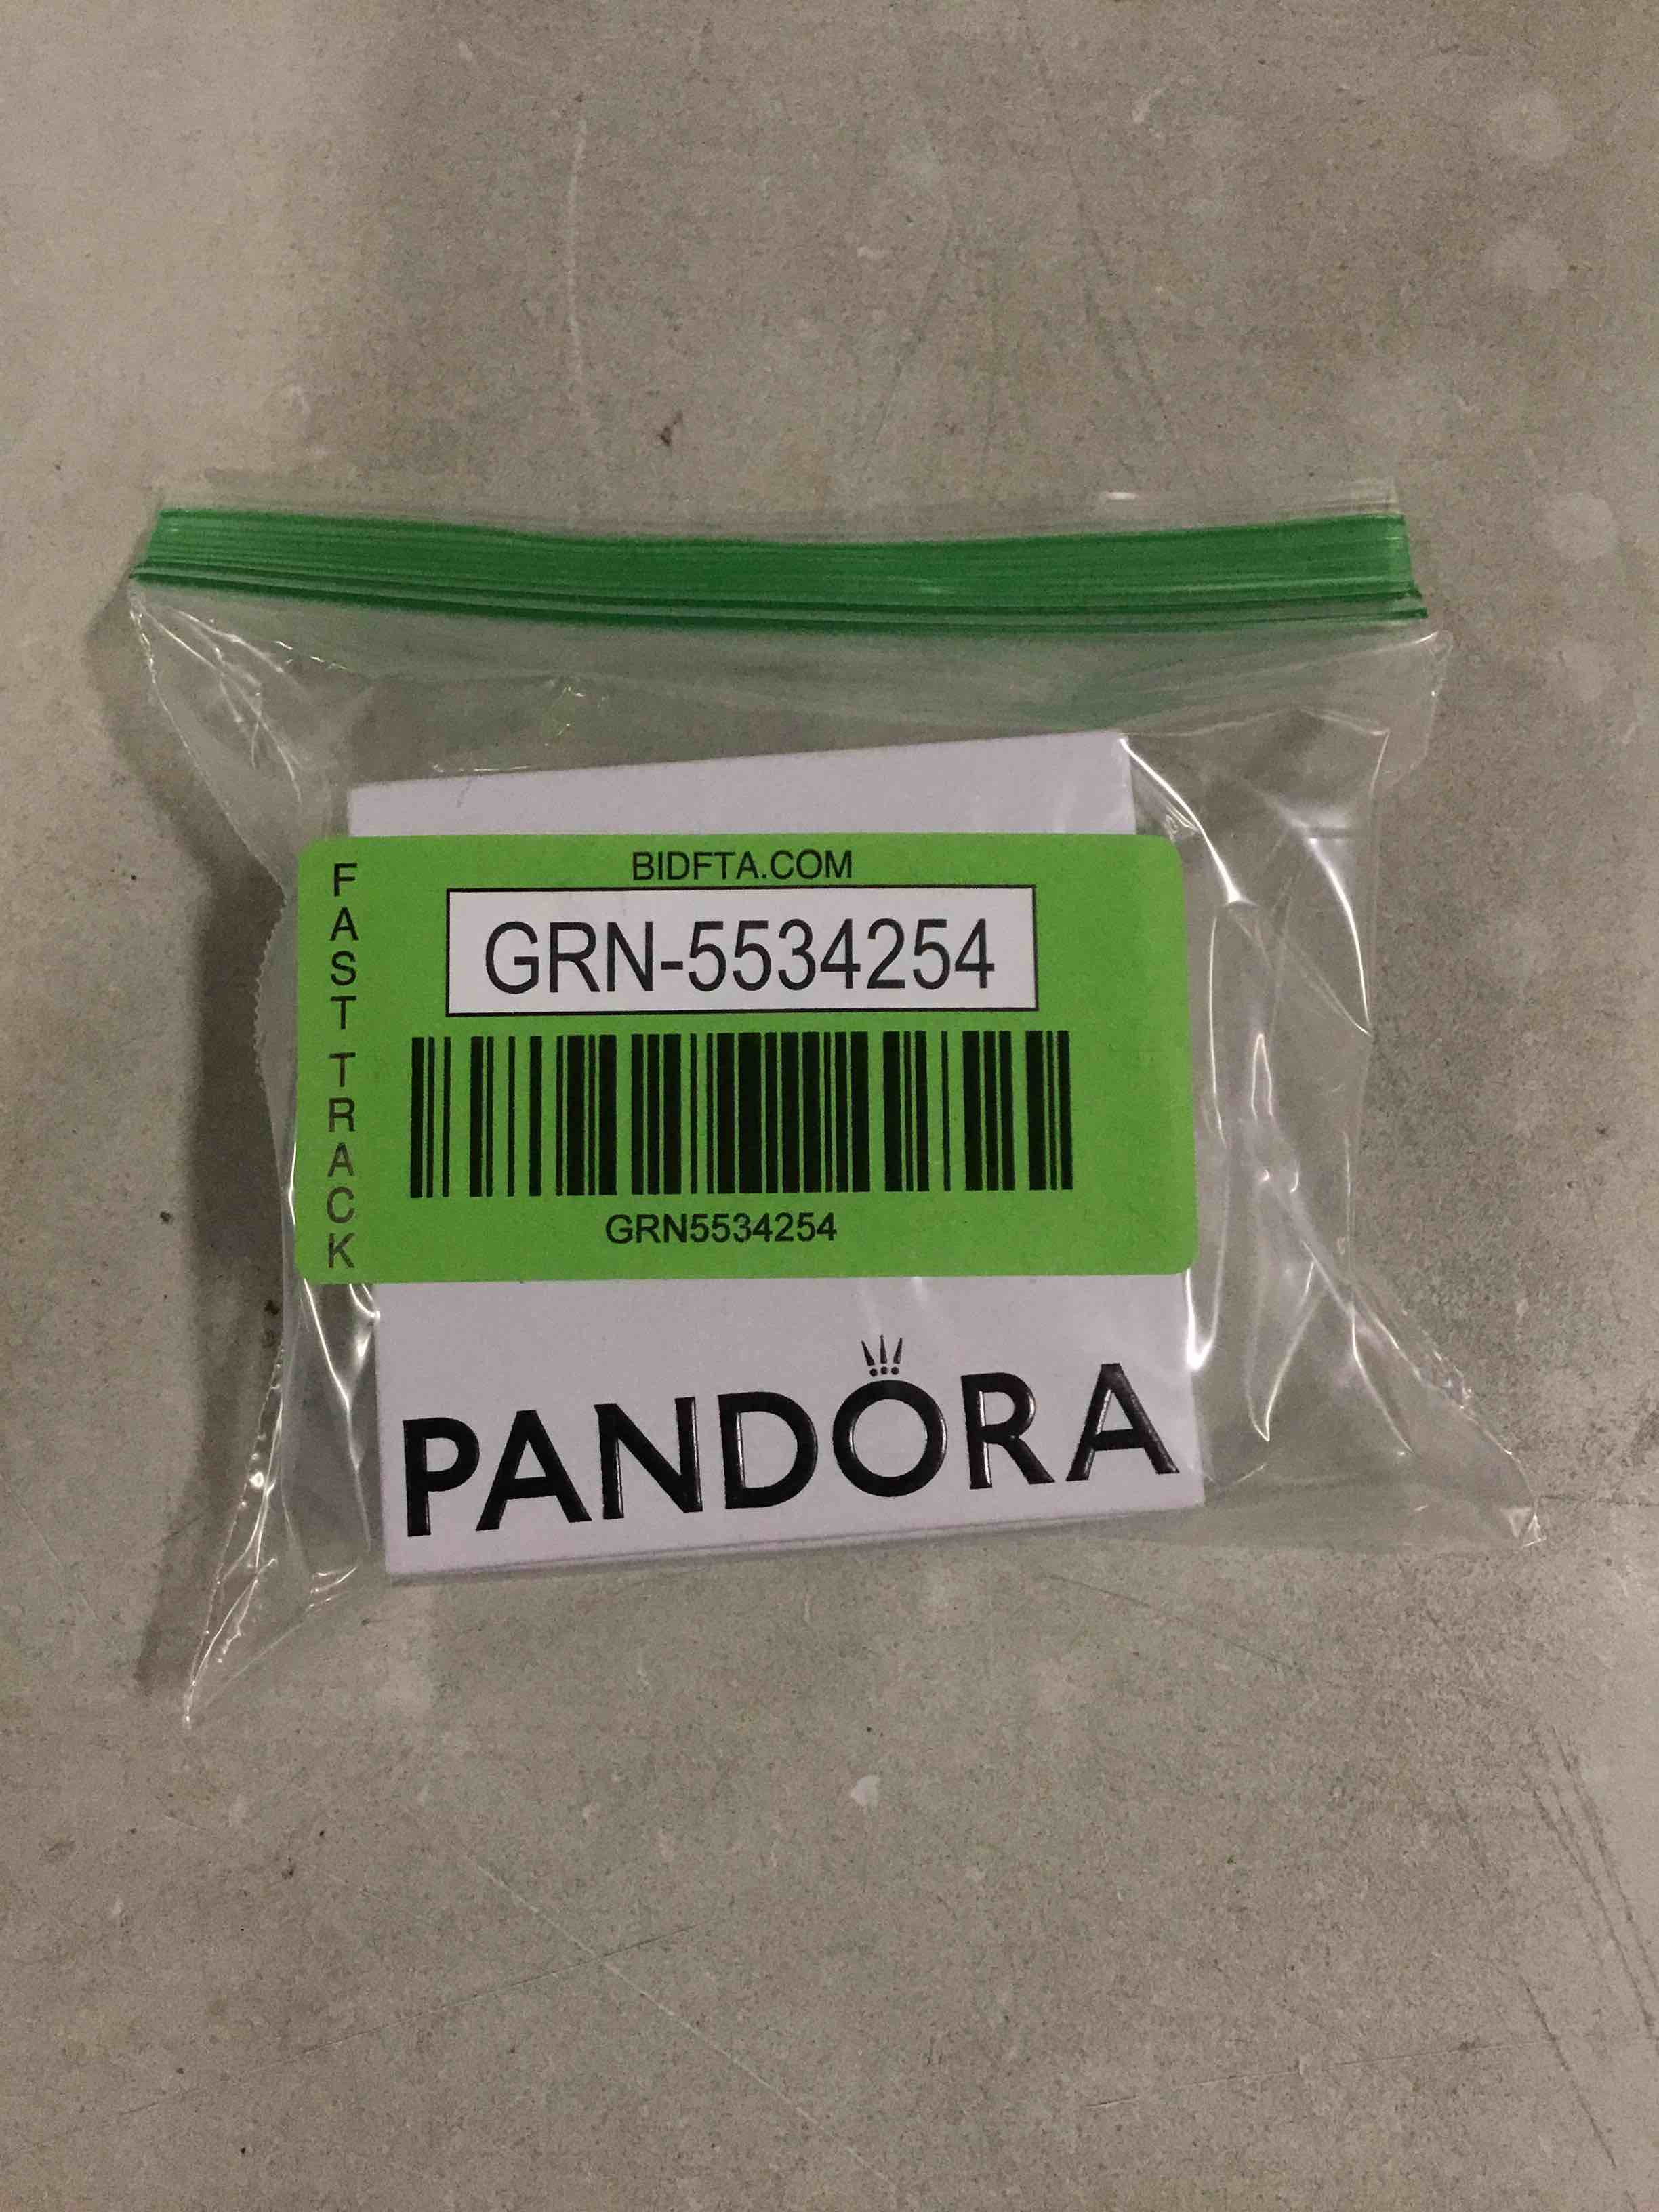 BIDFTA.COM
FAST TRACK
GRN-5534254
GRN5534254
PANDORA